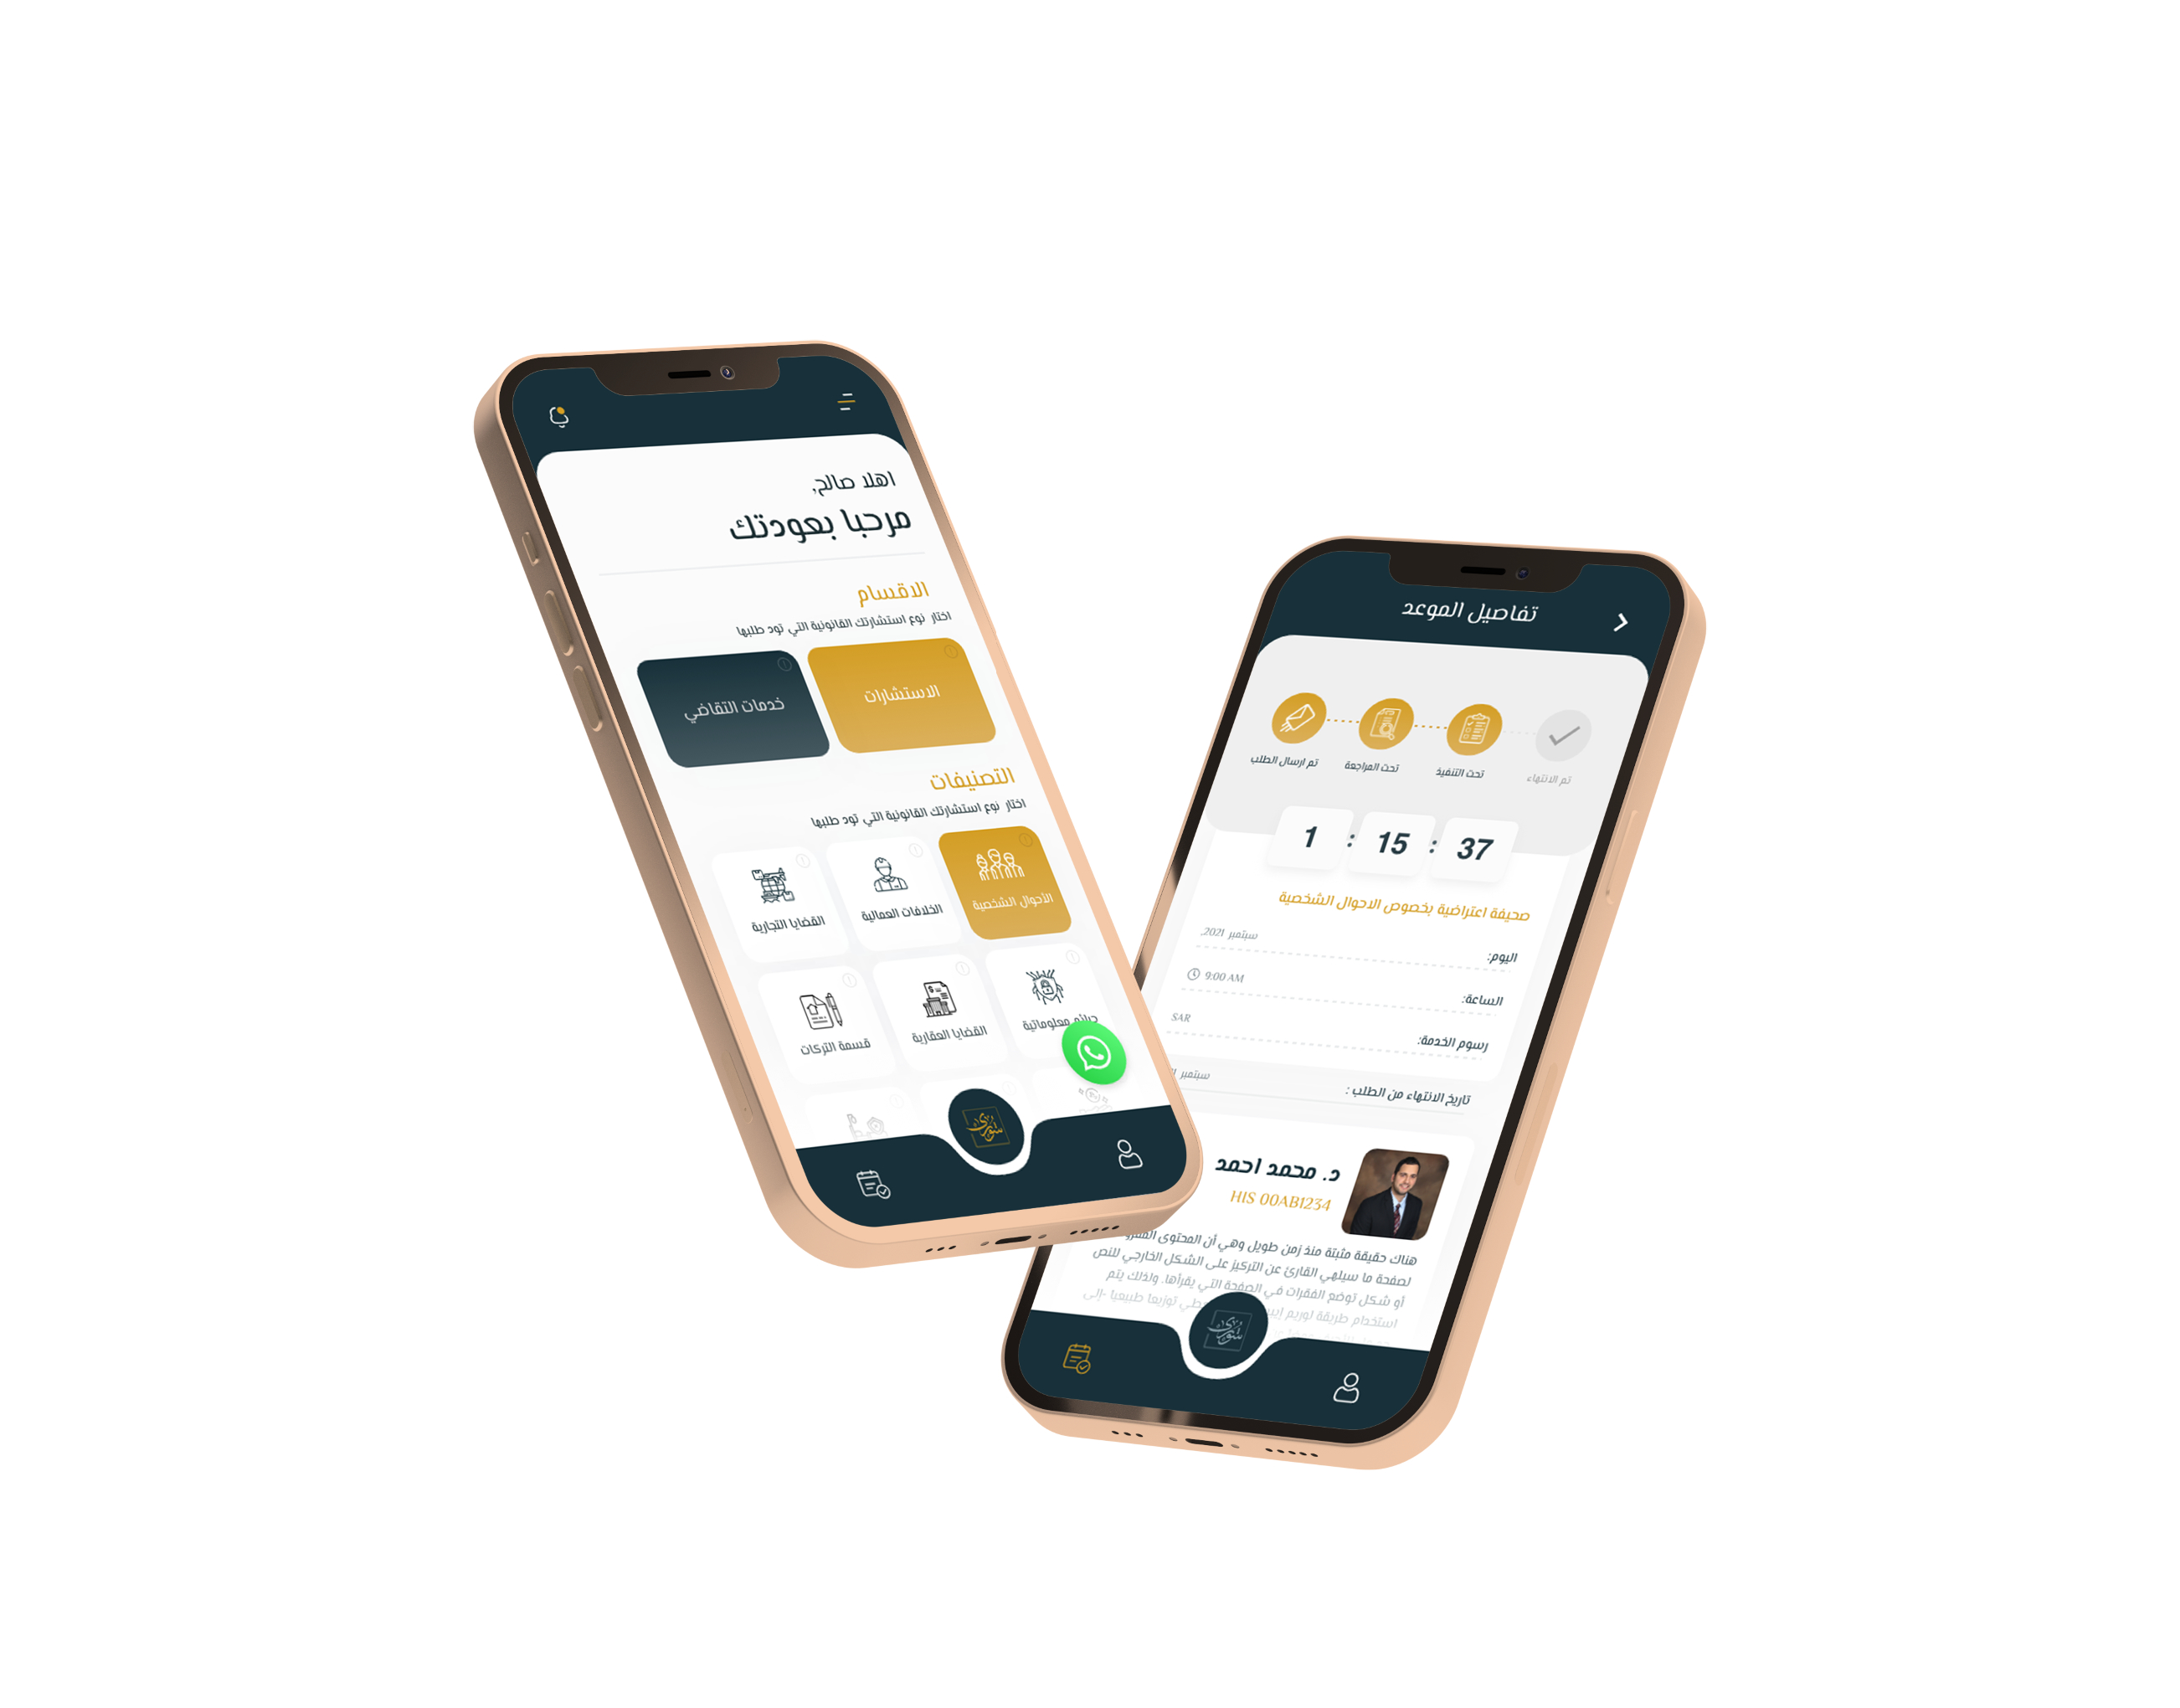 اهلا صالح,
مرحبا بعودتك
الاقسام
اختار نوع استشارتك القانونية التي تود طلبها
الاستشارات
خدمات التقاضي
التصنيفات
اختار نوع استشارتك القانونية التي تود طلبها
الأحوال الشخصية
الخلافات العمالية
القضايا التجارية
جرائم معلوماتية
القضايا العقارية
قسمة التركات
شورى
تفاصيل الموعد
تم ارسال الطلب
تحت المراجعة
تحت التنفيذ
تم الانتهاء
1 : 15 : 37
صحيفة اعتراضية بخصوص الاحوال الشخصية
اليوم: سبتمبر 2021,
الساعة: 9:00 AM
رسوم الخدمة: SAR
تاريخ الانتهاء من الطلب : سبتمبر
د. محمد احمد
HIS 00AB1234
هناك حقيقة مثبتة منذ زمن طويل وهي أن المحتوى
لصفحة ما سيلهي القارئ عن التركيز على الشكل الخارجي للنص
أو شكل توضع الفقرات في الصفحة التي يقرأها. ولذلك يتم
استخدام طريقة لوريم توزيعا طبيعيا -إلى
شورى